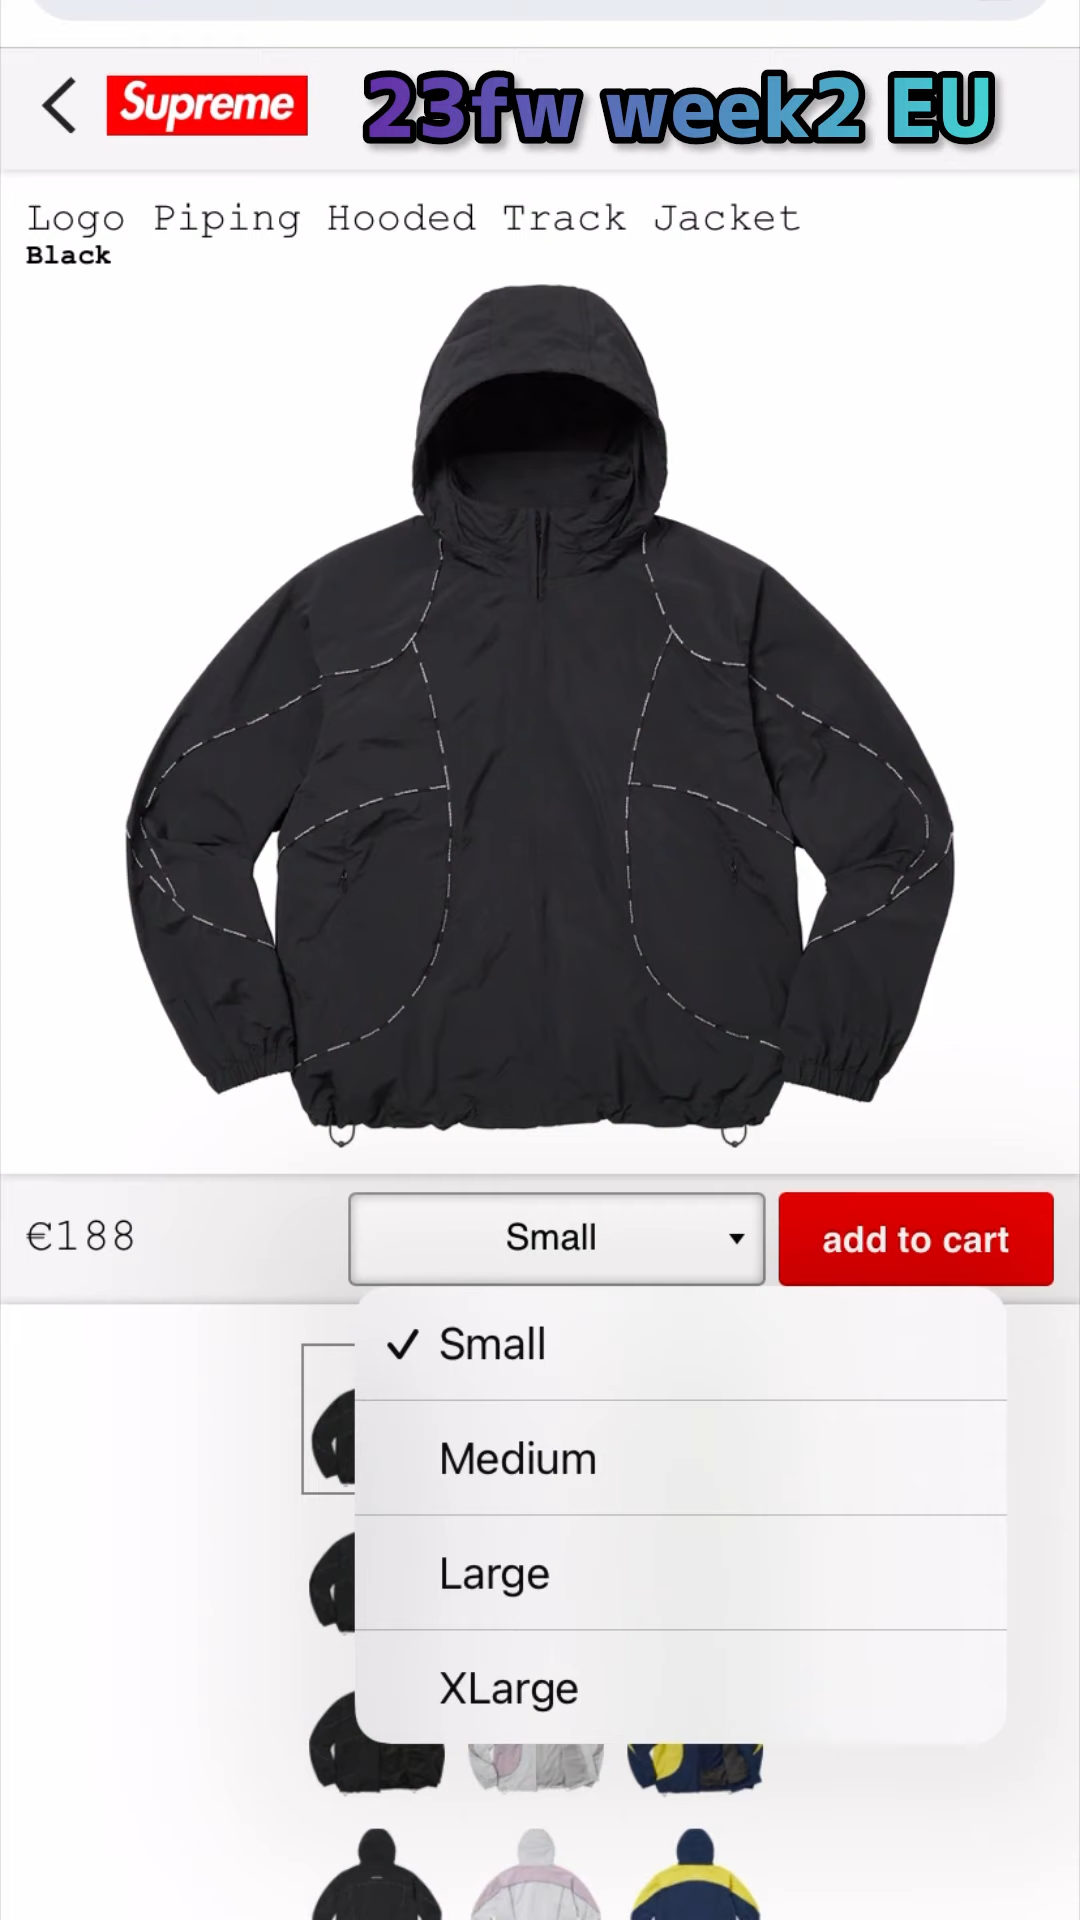 Supreme
23fw week2 EU
Logo Piping Hooded Track Jacket
Black
€188
Small
add to cart
Small
Medium
Large
XLarge